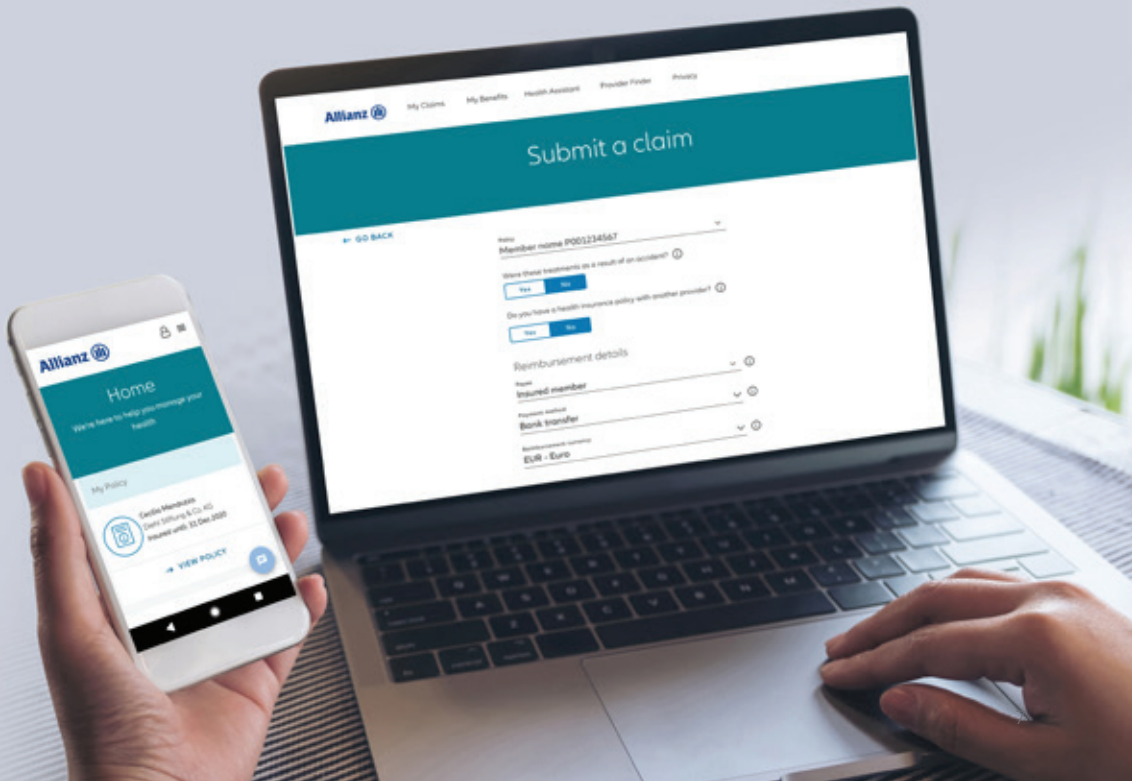 Allianz
My Claims My Benefits Health Assistant Provider Finder Privacy
Submit a claim
← GO BACK
Policy
Member name P001234567
Were these treatments as a result of an accident?
Yes No
Do you have a health insurance policy with another provider?
Yes No
Reimbursement details
Payee
Insured member
Payment method
Bank transfer
Reimbursement currency
EUR - Euro
Allianz
Home
We're here to help you manage your
health
My Policy
Insured until: 31 Dec 2020
→ VIEW POLICY